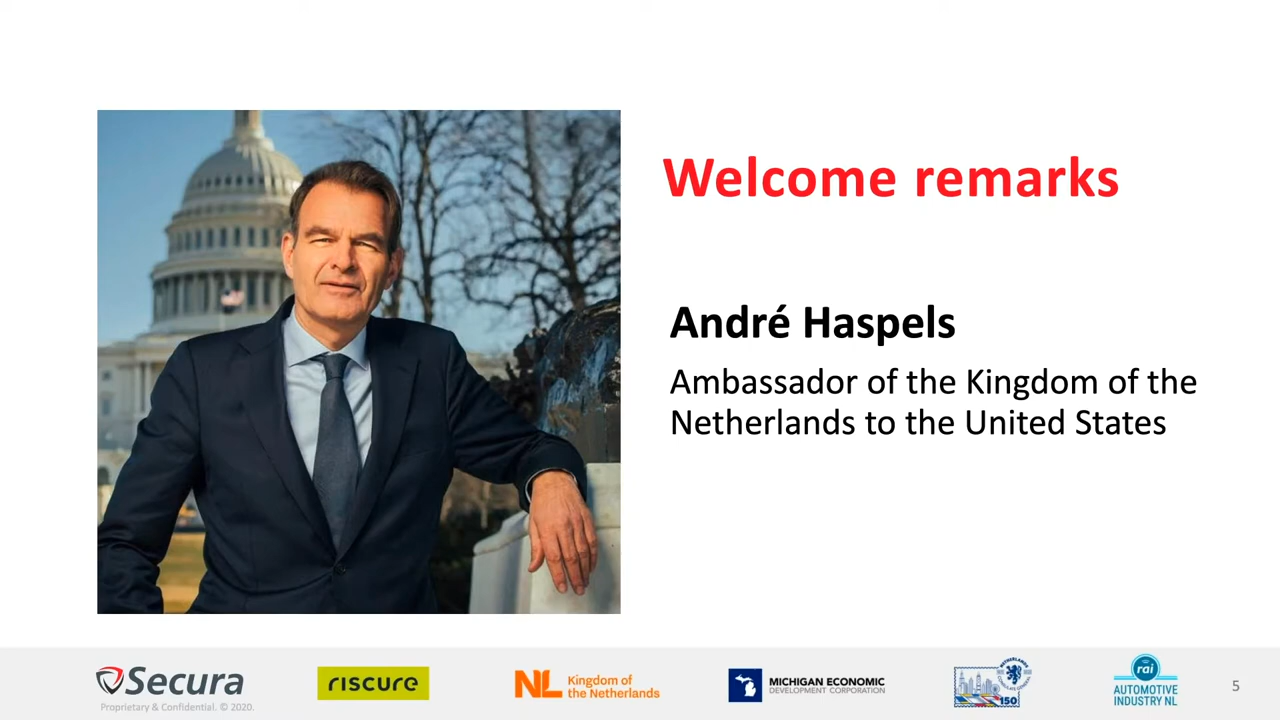 Welcome remarks
André Haspels
Ambassador of the Kingdom of the
Netherlands to the United States
Secura
Proprietary & Confidential. © 2020.
riscure
NL Kingdom of
the Netherlands
MICHIGAN ECONOMIC
DEVELOPMENT CORPORATION
NETHERLANDS
150
rai
AUTOMOTIVE
INDUSTRY NL
5